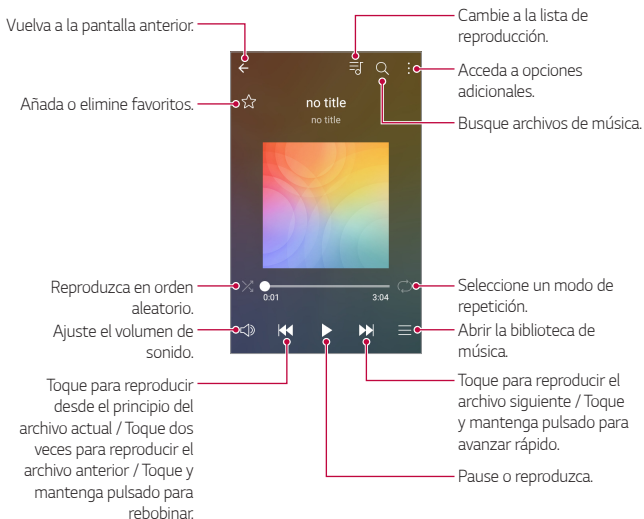 Vuelva a la pantalla anterior.
Cambie a la lista de
reproducción.
Acceda a opciones
adicionales.
Añada o elimine favoritos.
Busque archivos de música.
no title
no title
0:01
3:04
Reproduzca en orden
aleatorio.
Seleccione un modo de
repetición.
Ajuste el volumen de
sonido.
Abrir la biblioteca de
música.
Toque para reproducir
desde el principio del
archivo actual / Toque dos
veces para reproducir el
archivo anterior / Toque y
mantenga pulsado para
rebobinar.
Toque para reproducir el
archivo siguiente / Toque
y mantenga pulsado para
avanzar rápido.
Pause o reproduzca.